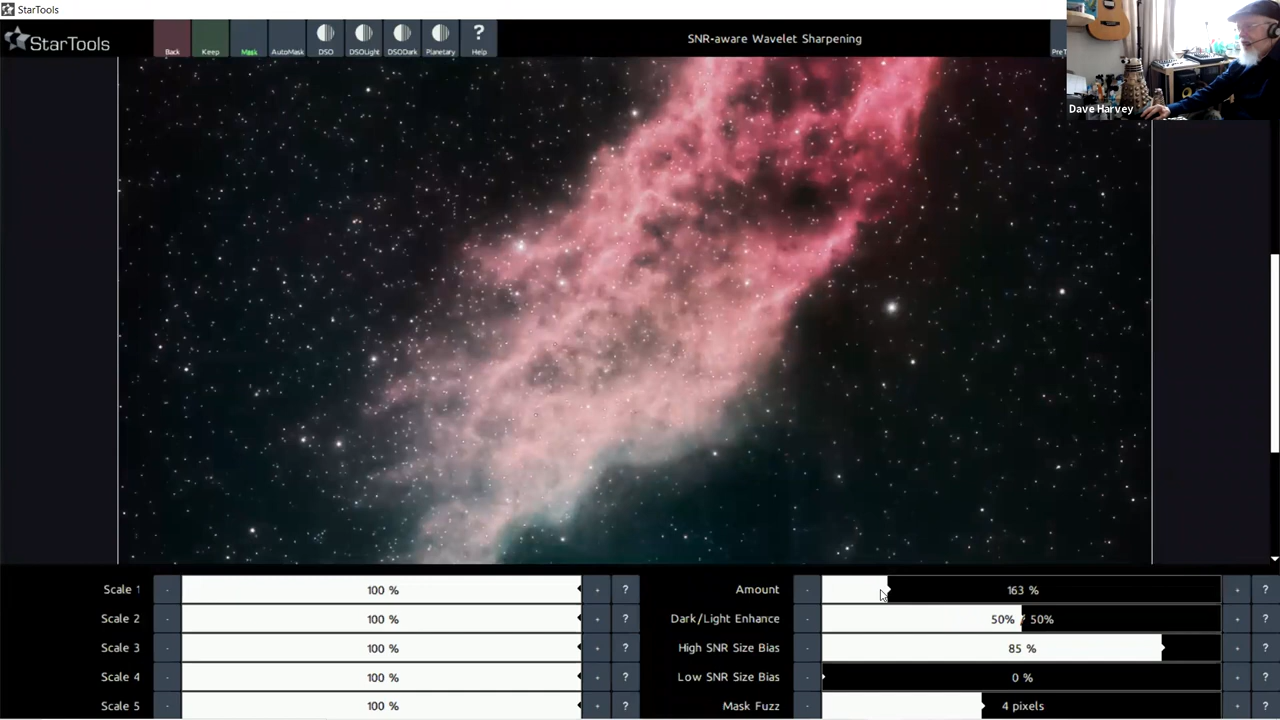 StarTools
StarTools
Back
Keep
Mask
AutoMask
DSO
DSOLight
DSODark
Planetary
?
Help
SNR-aware Wavelet Sharpening
PreT
Dave Harvey
Scale 1 - 100 % + ?
Amount - 163 % + ?
Scale 2 - 100 % + ?
Dark/Light Enhance - 50% / 50% + ?
Scale 3 - 100 % + ?
High SNR Size Bias - 85 % + ?
Scale 4 - 100 % + ?
Low SNR Size Bias - 0 % + ?
Scale 5 - 100 % + ?
Mask Fuzz - 4 pixels + ?